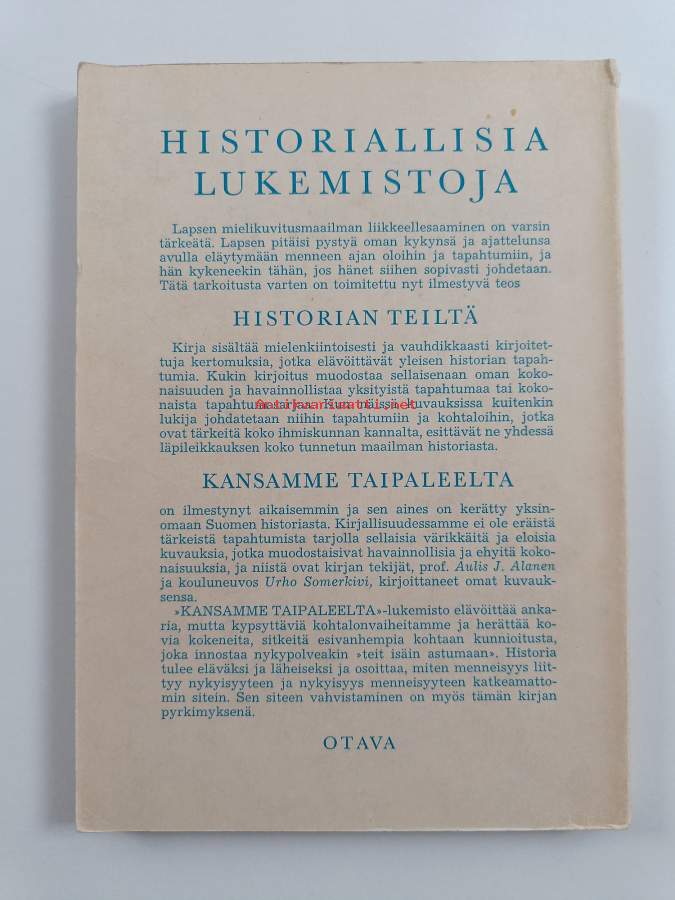 HISTORIALLISIA
LUKEMISTOJA
Lapsen mielikuvitusmaailman liikkeellesaaminen on varsin
tärkeätä. Lapsen pitäisi pystyä oman kykynsä ja ajattelunsa
avulla eläytymään menneen ajan oloihin ja tapahtumiin, ja
hän kykeneekin tähän, jos hänet siihen sopivasti johdetaan.
Tätä tarkoitusta varten on toimitettu nyt ilmestyvä teos
HISTORIAN TEILTÄ
Kirja sisältää mielenkiintoisesti ja vauhdikkaasti kirjoitet-
tuja kertomuksia, jotka elävöittävät yleisen historian tapah-
tumia. Kukin kirjoitus muodostaa sellaisenaan oman koko-
naisuuden ja havainnollistaa yksityistä tapahtumaa tai koko-
naista tapahtumasarjaa. Kun näissä kuvauksissa kuitenkin
Antikvariaatti.net
lukija johdatetaan niihin tapahtumiin ja kohtaloihin, jotka
ovat tärkeitä koko ihmiskunnan kannalta, esittävät ne yhdessä
läpileikkauksen koko tunnetun maailman historiasta.
KANSAMME TAIPALEELTA
on ilmestynyt aikaisemmin ja sen aines on kerätty yksin-
omaan Suomen historiasta. Kirjallisuudessamme ei ole eräistä
tärkeistä tapahtumista tarjolla sellaisia värikkäitä ja eloisia
kuvauksia, jotka muodostaisivat havainnollisia ja ehyitä koko-
naisuuksia, ja niistä ovat kirjan tekijät, prof. Aulis J. Alanen
ja kouluneuvos Urho Somerkivi, kirjoittaneet omat kuvauk-
sensa.
»KANSAMME TAIPALEELTA»-lukemisto elävöittää anka-
ria, mutta kypsyttäviä kohtalonvaiheitamme ja herättää ko-
via kokeneita, sitkeitä esivanhempia kohtaan kunnioitusta,
joka innostaa nykypolveakin »teit isäin astumaan». Historia
tulee eläväksi ja läheiseksi ja osoittaa, miten menneisyys liit-
tyy nykyisyyteen ja nykyisyys menneisyyteen katkeamatto-
min sitein. Sen siteen vahvistaminen on myös tämän kirjan
pyrkimyksenä.
OTAVA